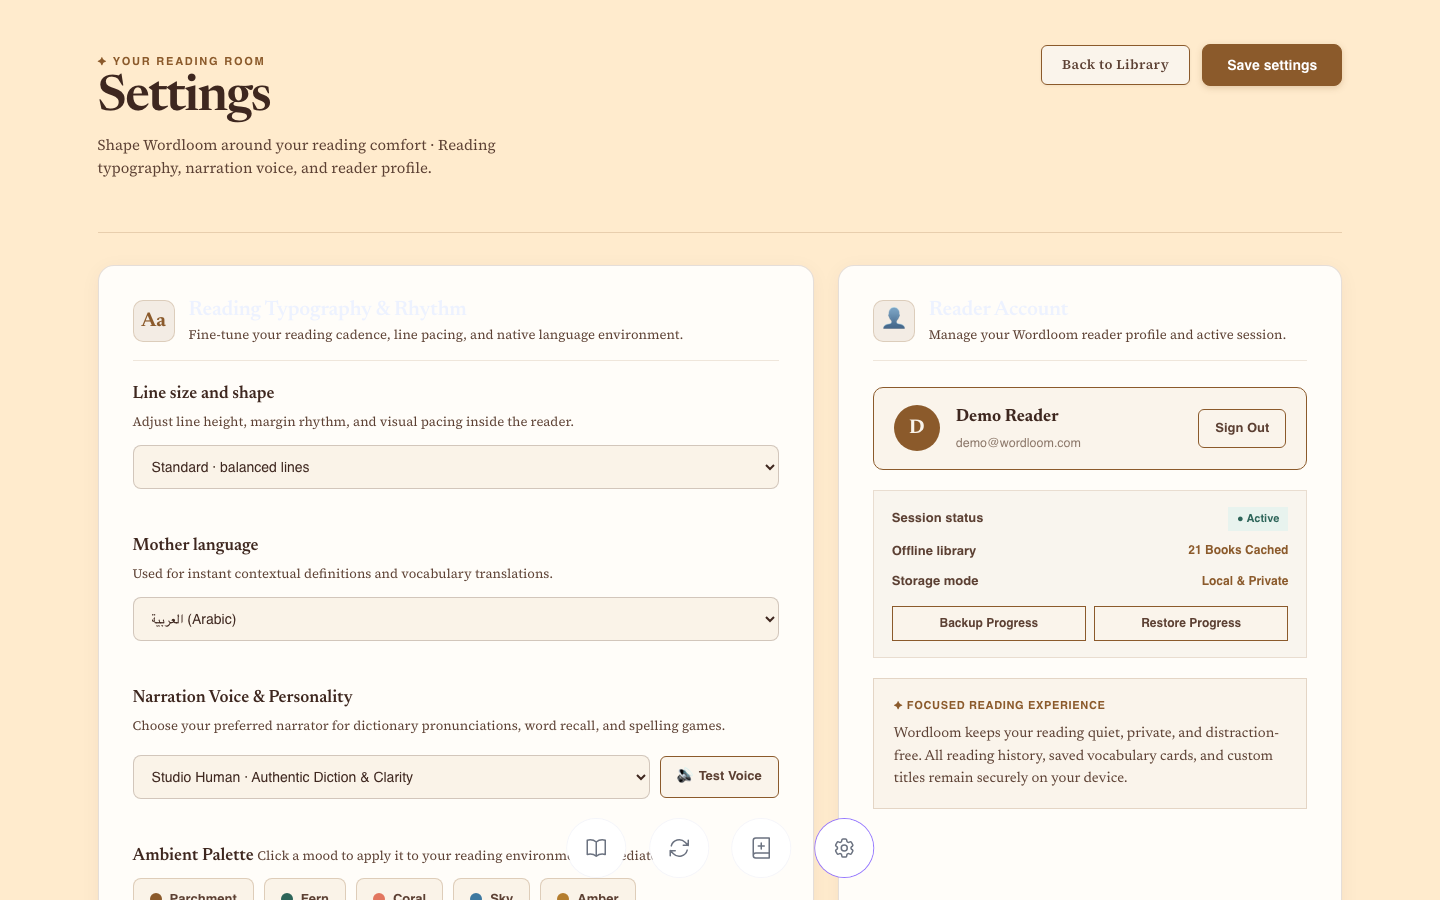 ✦ YOUR READING ROOM
Settings
Shape Wordloom around your reading comfort · Reading
typography, narration voice, and reader profile.
Back to Library
Save settings
Aa
Reading Typography & Rhythm
Fine-tune your reading cadence, line pacing, and native language environment.
Line size and shape
Adjust line height, margin rhythm, and visual pacing inside the reader.
Standard · balanced lines
Mother language
Used for instant contextual definitions and vocabulary translations.
العربية (Arabic)
Narration Voice & Personality
Choose your preferred narrator for dictionary pronunciations, word recall, and spelling games.
Studio Human · Authentic Diction & Clarity
Test Voice
Ambient Palette Click a mood to apply it to your reading
Parchment
Fern
Coral
Sky
Amber
Reader Account
Manage your Wordloom reader profile and active session.
D
Demo Reader
demo@wordloom.com
Sign Out
Session status
● Active
Offline library
21 Books Cached
Storage mode
Local & Private
Backup Progress
Restore Progress
✦ FOCUSED READING EXPERIENCE
Wordloom keeps your reading quiet, private, and distraction-
free. All reading history, saved vocabulary cards, and custom
titles remain securely on your device.